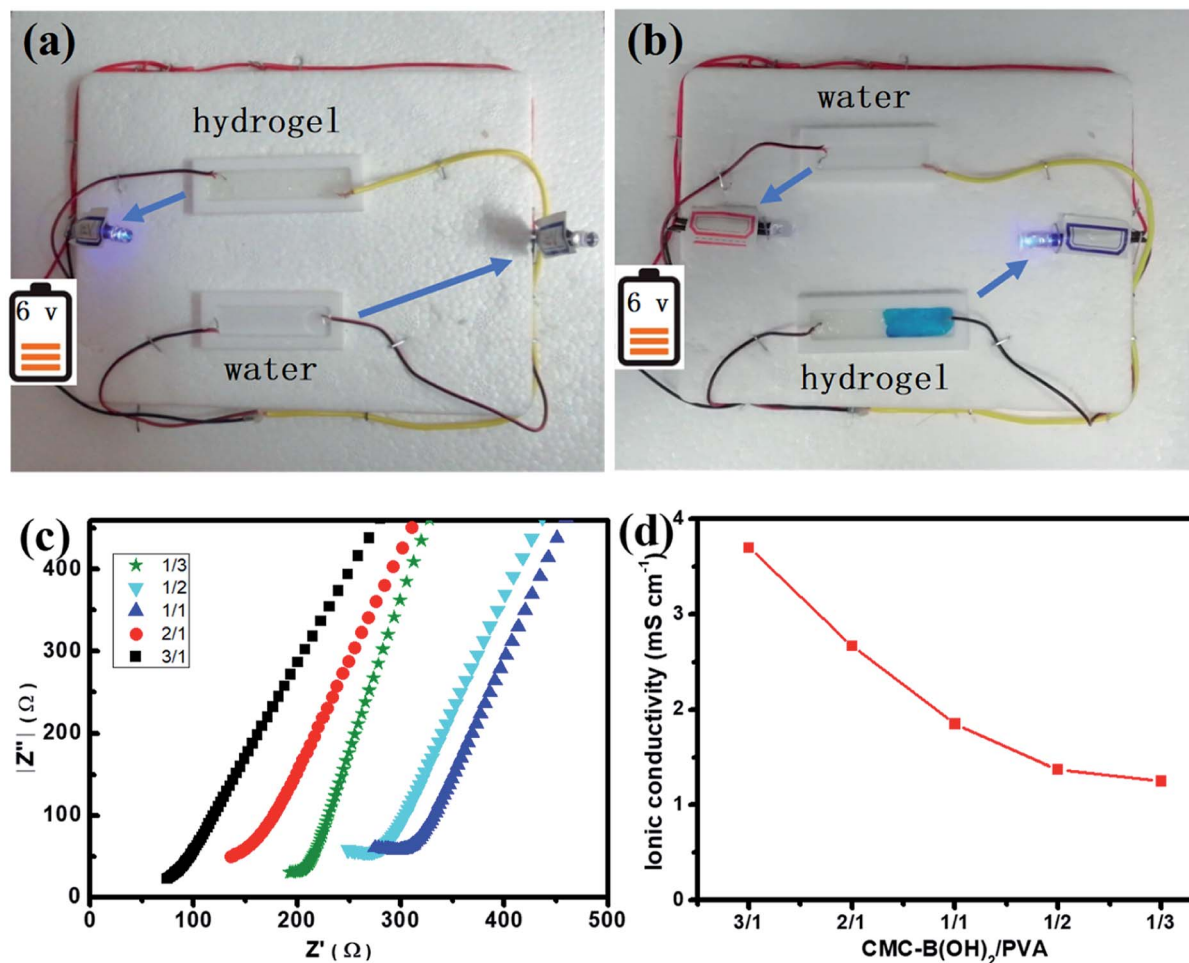 (a)
hydrogel
6 v
water
(b)
water
6 v
hydrogel
(c)
1/3
1/2
1/1
2/1
3/1
|Z''| (Ω)
400
300
200
100
0
0 100 200 300 400 500
Z' (Ω)
(d)
Ionic conductivity (mS cm⁻¹)
4
3
2
1
0
3/1 2/1 1/1 1/2 1/3
CMC-B(OH)₂/PVA